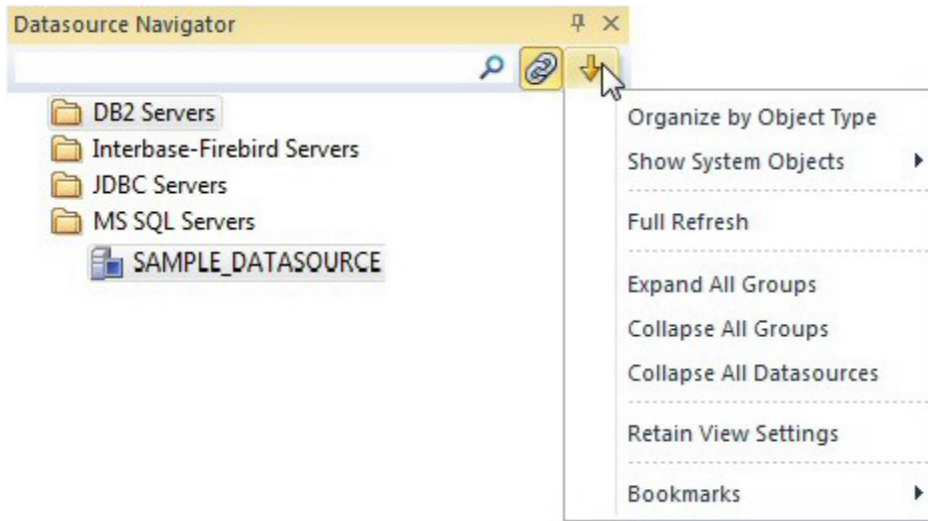 Datasource Navigator
DB2 Servers
Interbase-Firebird Servers
JDBC Servers
MS SQL Servers
SAMPLE_DATASOURCE
Organize by Object Type
Show System Objects
Full Refresh
Expand All Groups
Collapse All Groups
Collapse All Datasources
Retain View Settings
Bookmarks